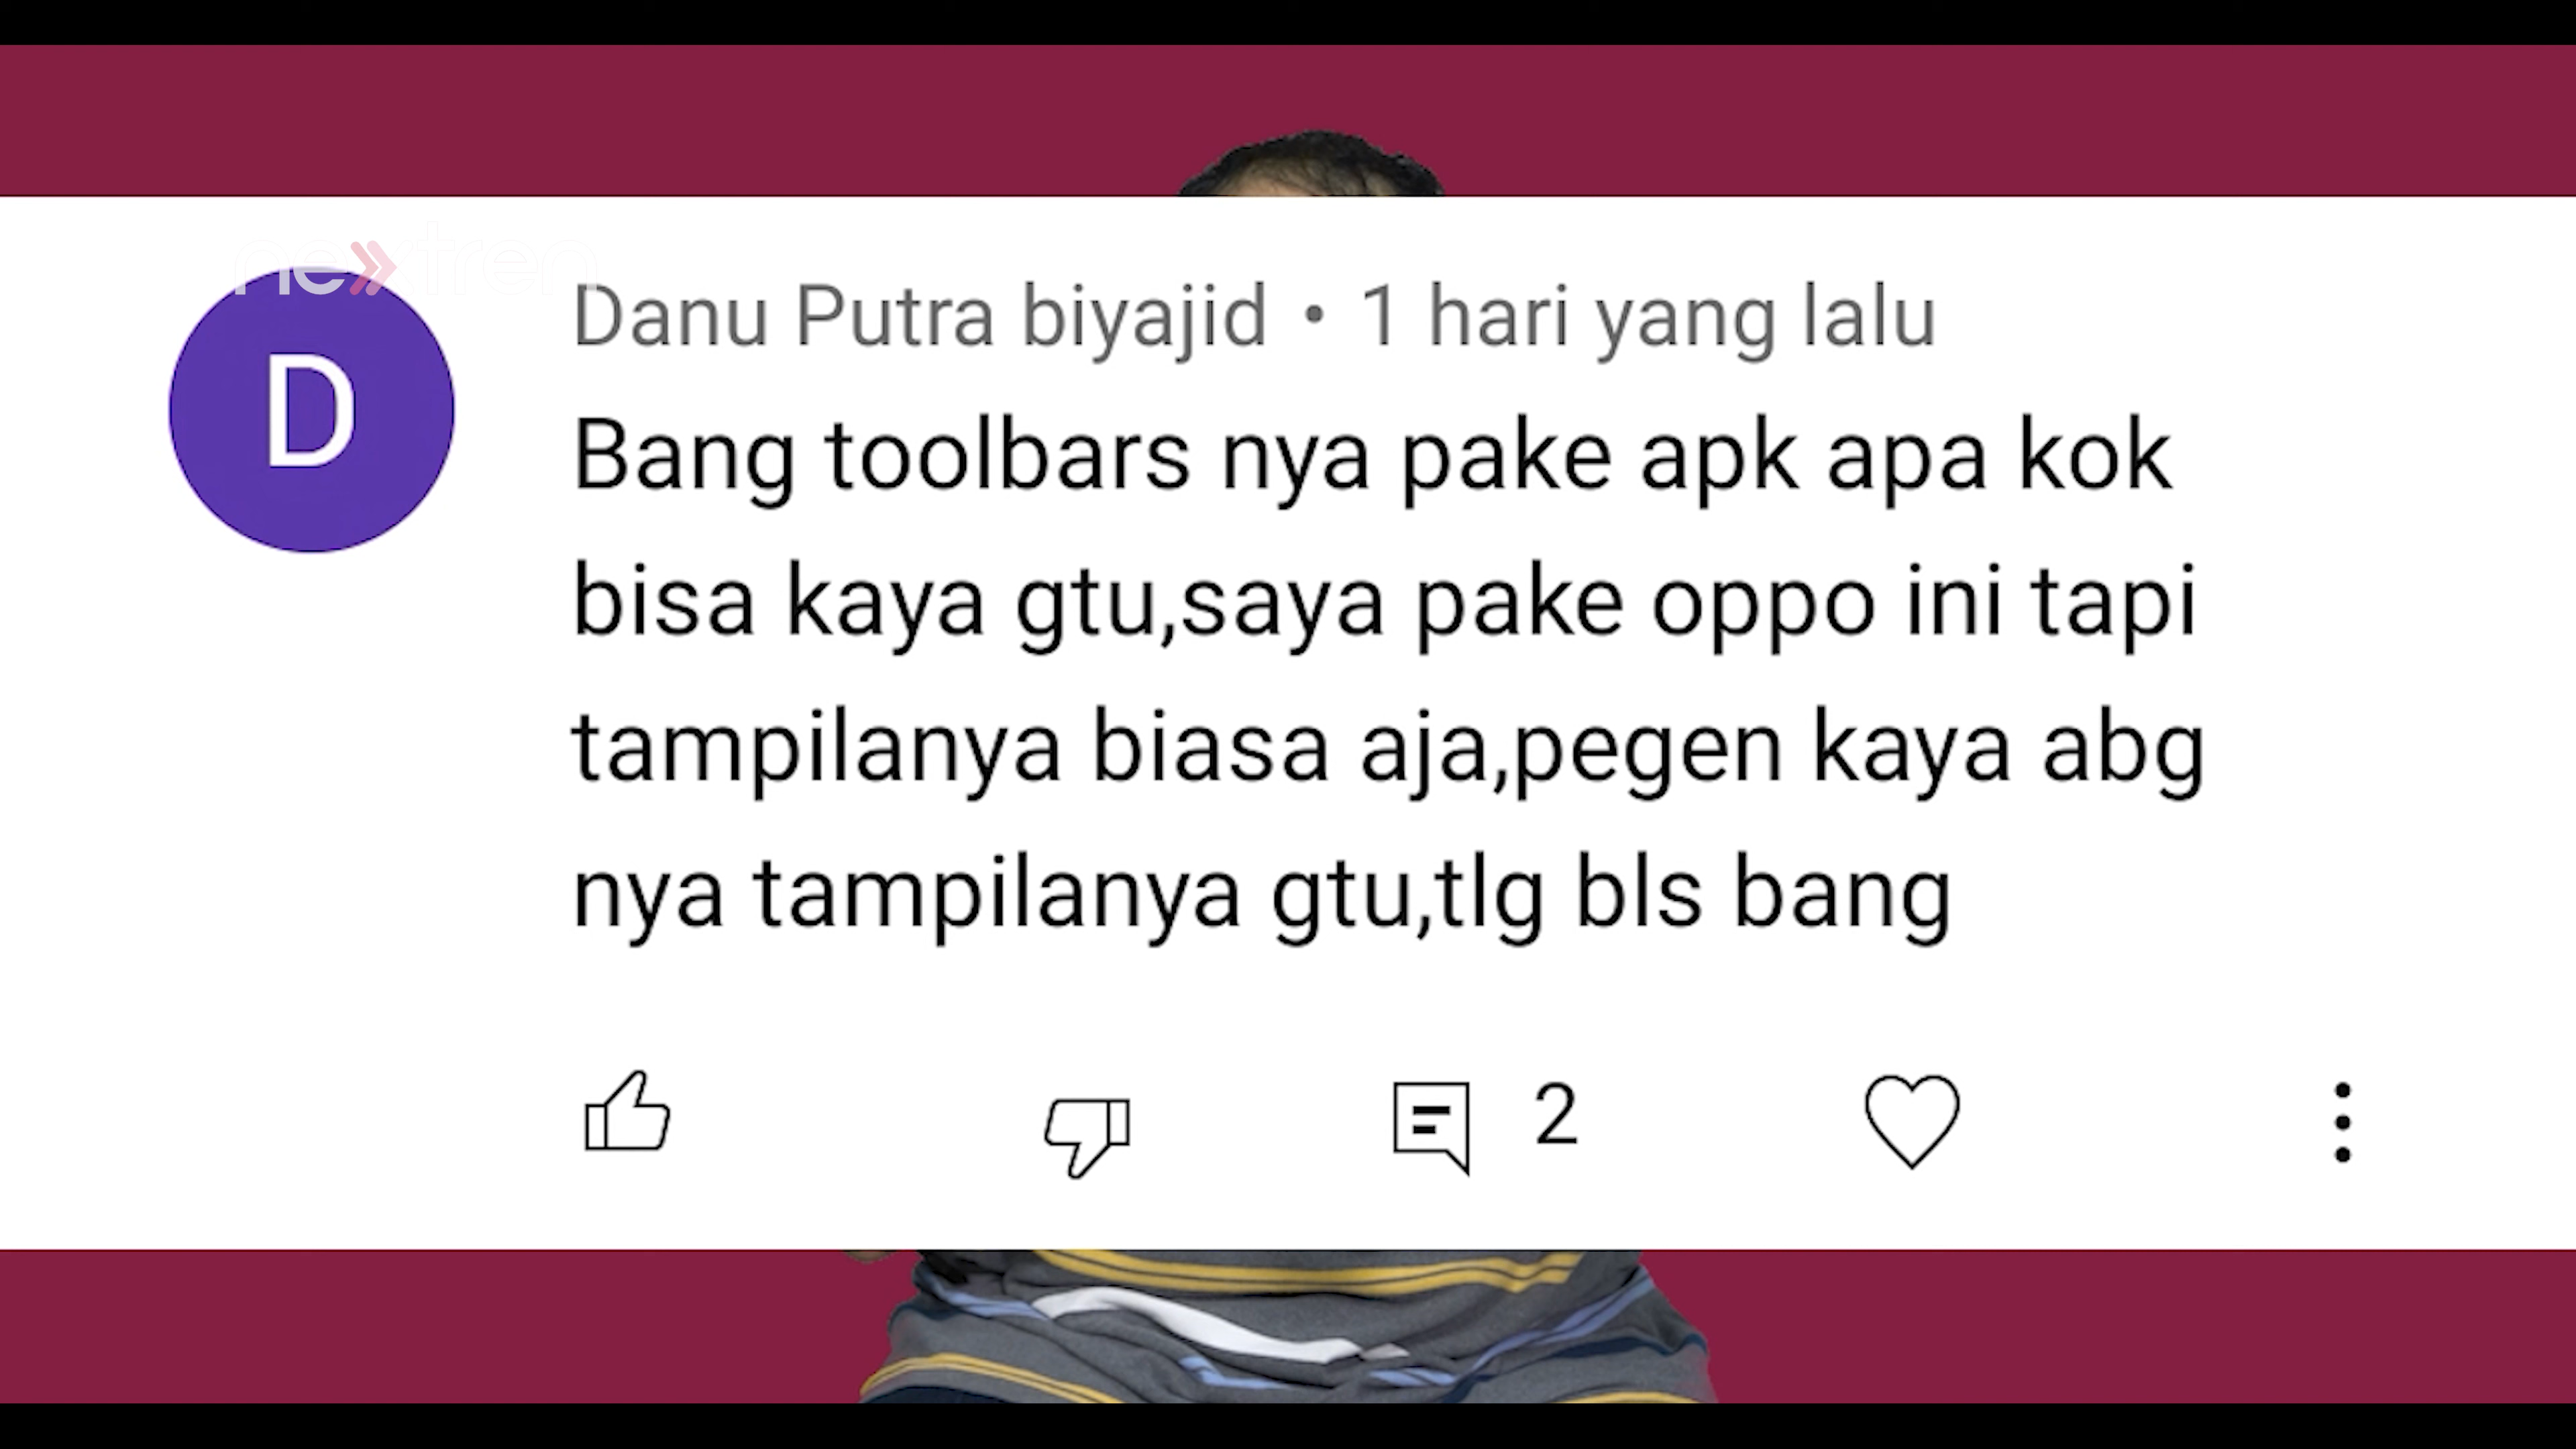 nextren
Danu Putra biyajid • 1 hari yang lalu
D
Bang toolbars nya pake apk apa kok
bisa kaya gtu,saya pake oppo ini tapi
tampilanya biasa aja,pegen kaya abg
nya tampilanya gtu,tlg bls bang
2